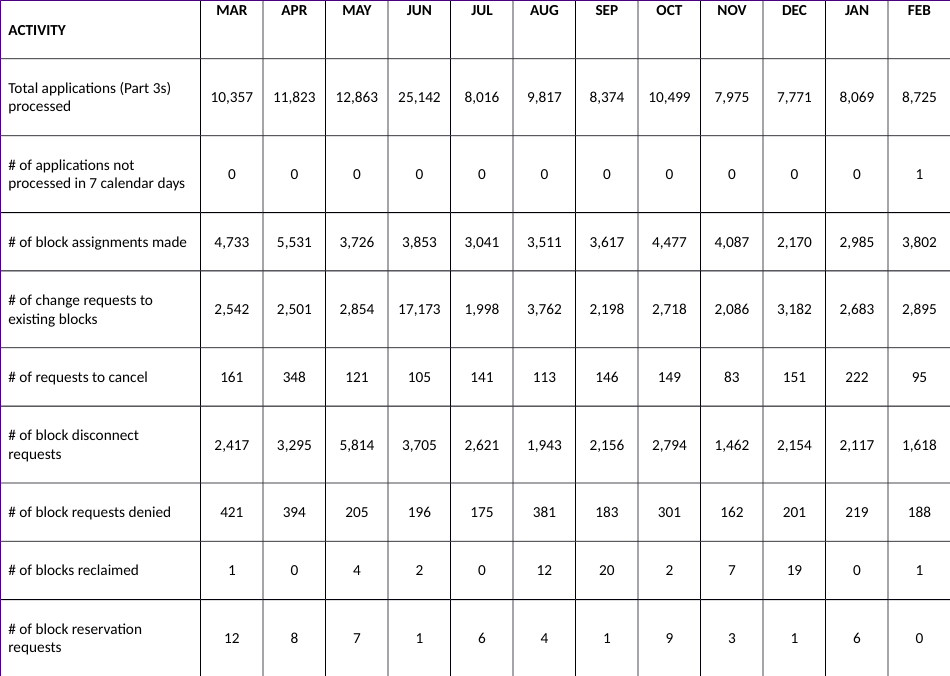 MAR APR MAY JUN JUL AUG SEP OCT NOV DEC JAN FEB
ACTIVITY
Total applications (Part 3s)
processed
10,357 11,823 12,863 25,142 8,016 9,817 8,374 10,499 7,975 7,771 8,069 8,725
# of applications not
processed in 7 calendar days
0 0 0 0 0 0 0 0 0 0 0 1
# of block assignments made 4,733 5,531 3,726 3,853 3,041 3,511 3,617 4,477 4,087 2,170 2,985 3,802
# of change requests to
existing blocks
2,542 2,501 2,854 17,173 1,998 3,762 2,198 2,718 2,086 3,182 2,683 2,895
# of requests to cancel 161 348 121 105 141 113 146 149 83 151 222 95
# of block disconnect
requests
2,417 3,295 5,814 3,705 2,621 1,943 2,156 2,794 1,462 2,154 2,117 1,618
# of block requests denied 421 394 205 196 175 381 183 301 162 201 219 188
# of blocks reclaimed 1 0 4 2 0 12 20 2 7 19 0 1
# of block reservation
requests
12 8 7 1 6 4 1 9 3 1 6 0